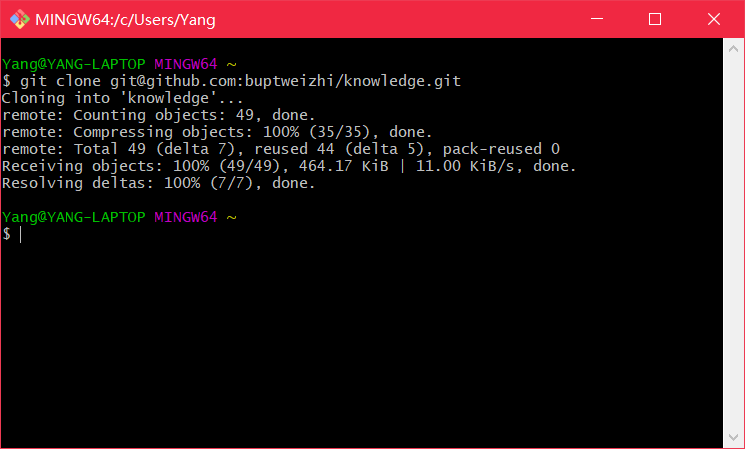 MINGW64:/c/Users/Yang
Yang@YANG-LAPTOP MINGW64 ~
$ git clone git@github.com:buptweizhi/knowledge.git
Cloning into 'knowledge'...
remote: Counting objects: 49, done.
remote: Compressing objects: 100% (35/35), done.
remote: Total 49 (delta 7), reused 44 (delta 5), pack-reused 0
Receiving objects: 100% (49/49), 464.17 KiB | 11.00 KiB/s, done.
Resolving deltas: 100% (7/7), done.
Yang@YANG-LAPTOP MINGW64 ~
$